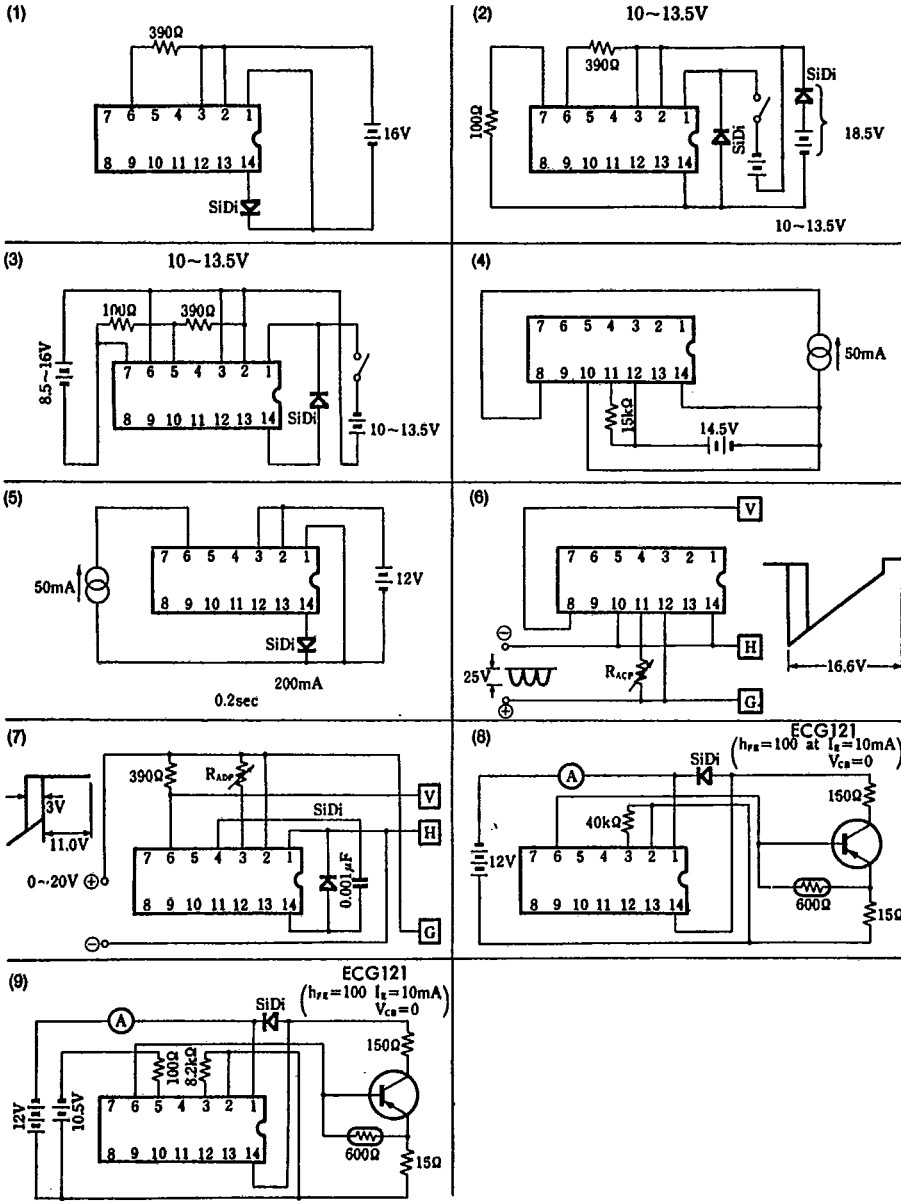 (1)
390Ω
7 6 5 4 3 2 1
8 9 10 11 12 13 14
16V
SiDi
(2)
10~13.5V
390Ω
SiDi
100Ω
7 6 5 4 3 2 1
8 9 10 11 12 13 14
SiDi
18.5V
10~13.5V
(3)
10~13.5V
100Ω
390Ω
8.5~16V
7 6 5 4 3 2 1
8 9 10 11 12 13 14
SiDi
10~13.5V
(4)
7 6 5 4 3 2 1
8 9 10 11 12 13 14
50mA
15kΩ
14.5V
(5)
50mA
7 6 5 4 3 2 1
8 9 10 11 12 13 14
12V
SiDi
200mA
0.2sec
(6)
V
7 6 5 4 3 2 1
8 9 10 11 12 13 14
⊖
H
25V
RACP
16.6V
⊕
G
(7)
390Ω
RADP
3V
11.0V
SiDi
V
H
0~20V ⊕
7 6 5 4 3 2 1
8 9 10 11 12 13 14
0.001μF
⊖
G
(8)
ECG121
(hFE=100 at IE=10mA)
VCB=0
SiDi
A
150Ω
40kΩ
12V
7 6 5 4 3 2 1
8 9 10 11 12 13 14
600Ω
15Ω
(9)
ECG121
(hFE=100 IE=10mA)
VCB=0
SiDi
A
150Ω
100Ω
8.2kΩ
12V
10.5V
7 6 5 4 3 2 1
8 9 10 11 12 13 14
600Ω
15Ω